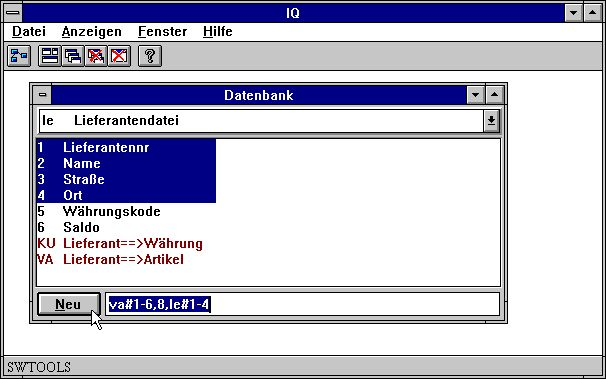 IQ
Datei Anzeigen Fenster Hilfe
?
Datenbank
le Lieferantendatei
1 Lieferantennr
2 Name
3 Straße
4 Ort
5 Währungskode
6 Saldo
KU Lieferant==>Währung
VA Lieferant==>Artikel
Neu va#1-6,8,le#1-4
SWTOOLS